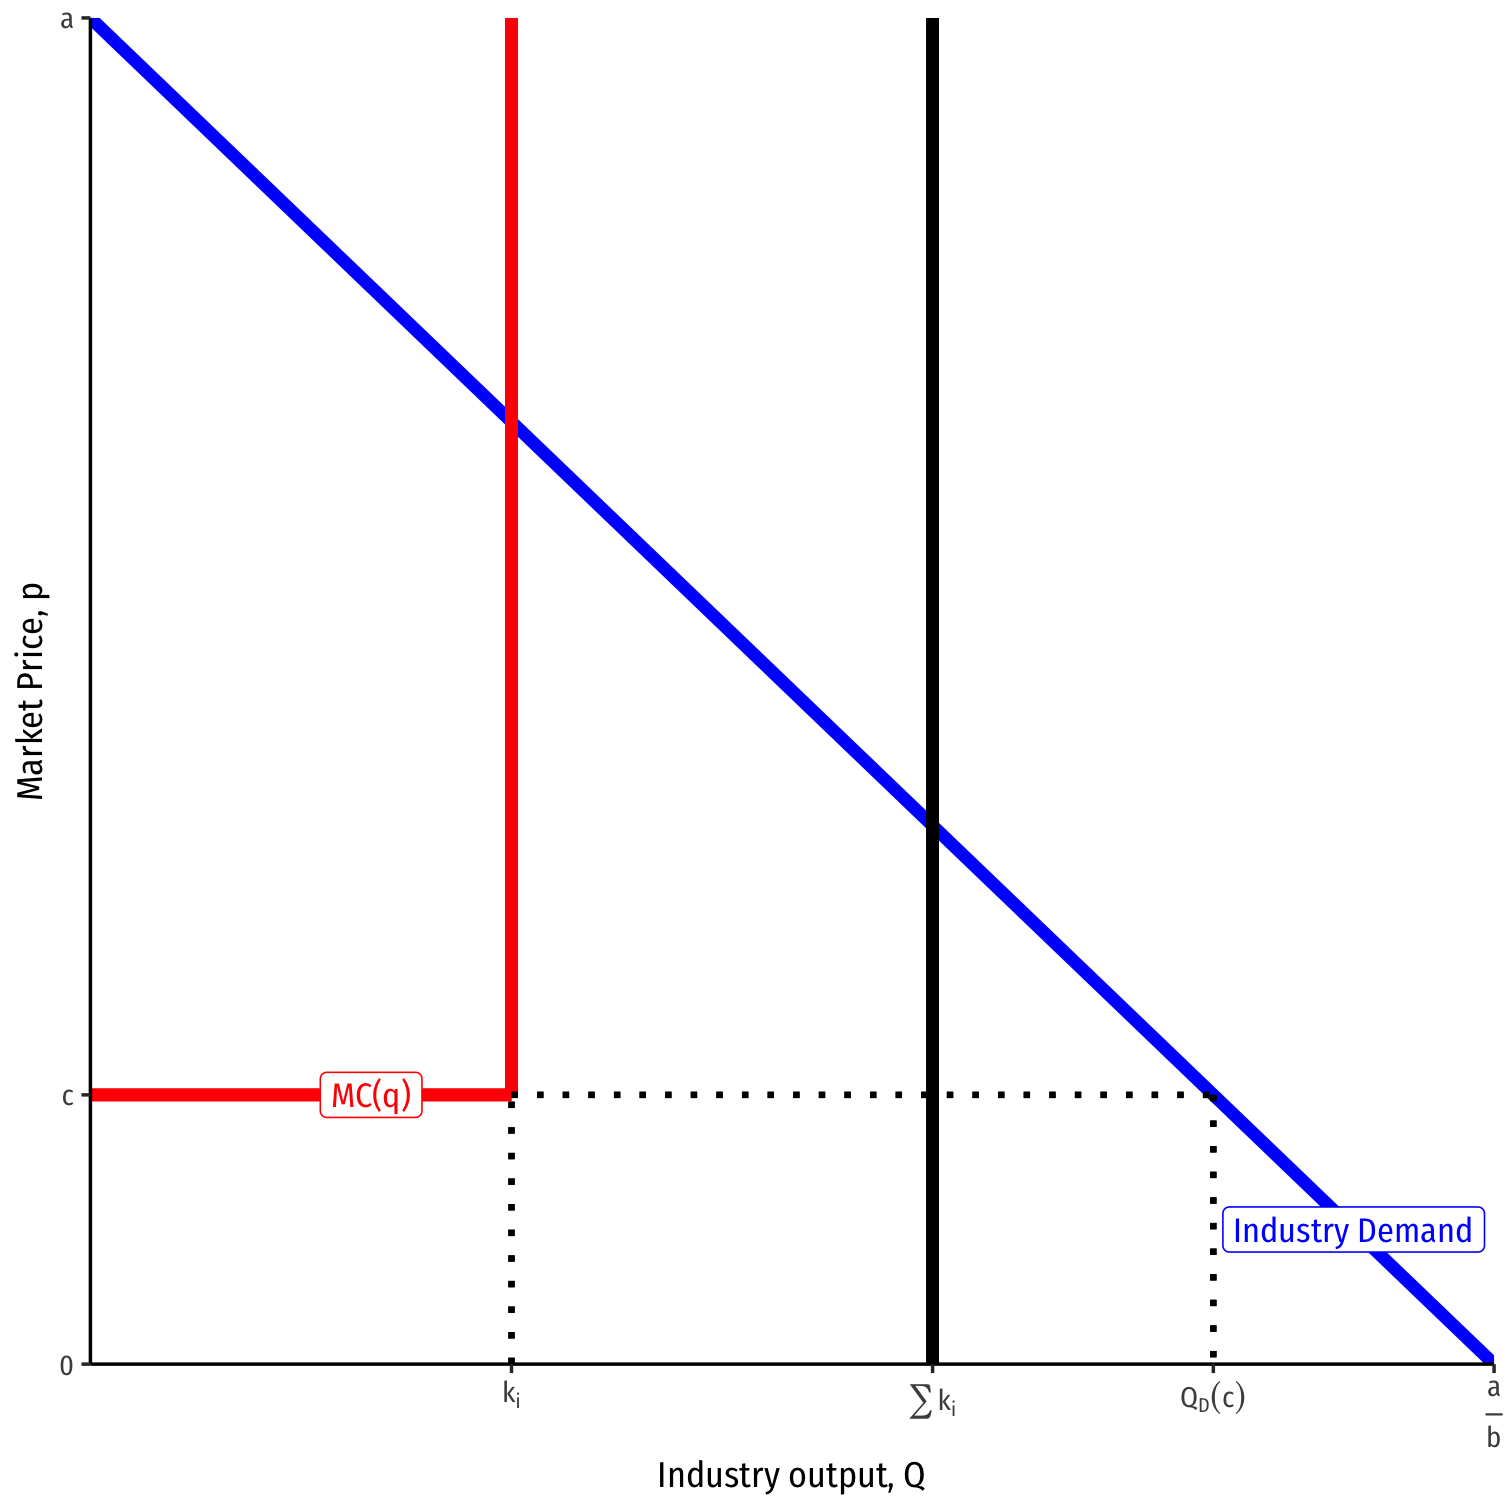 a
Market Price, p
c
MC(q)
Industry Demand
0
kᵢ
∑ kᵢ
Q_D(c)
a
b
Industry output, Q